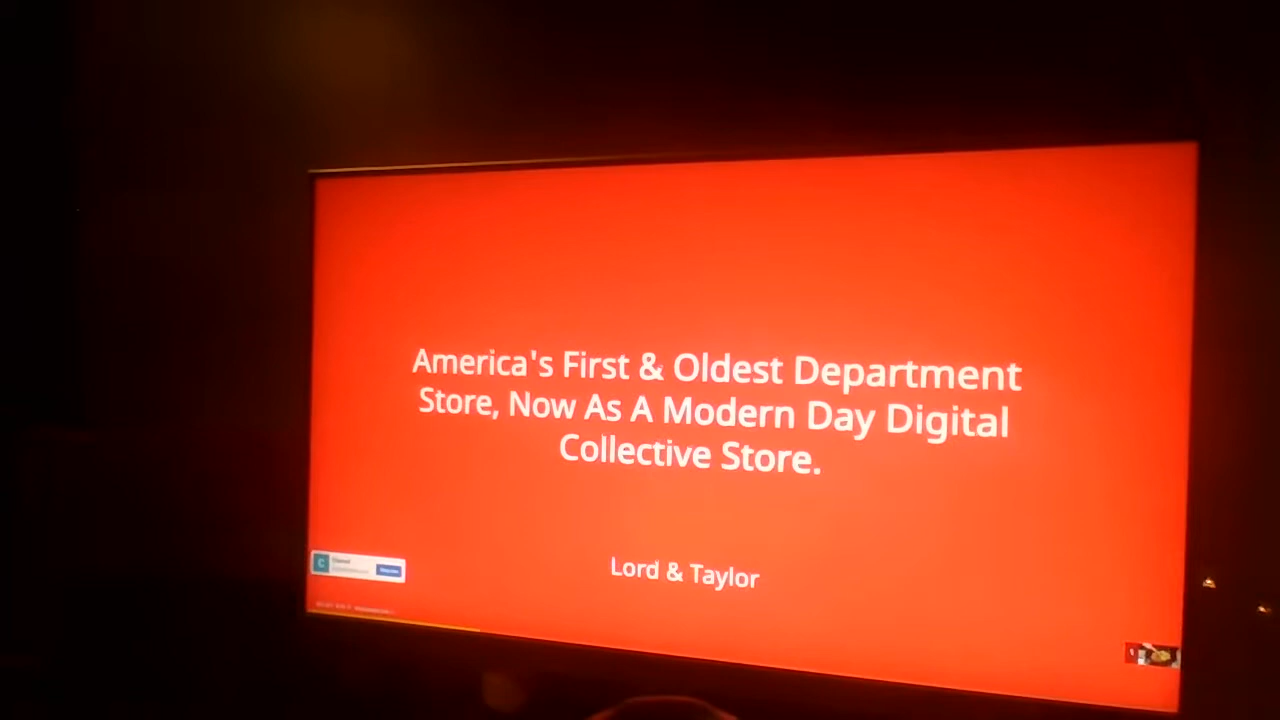 America's First & Oldest Department
Store, Now As A Modern Day Digital
Collective Store.
Lord & Taylor
C